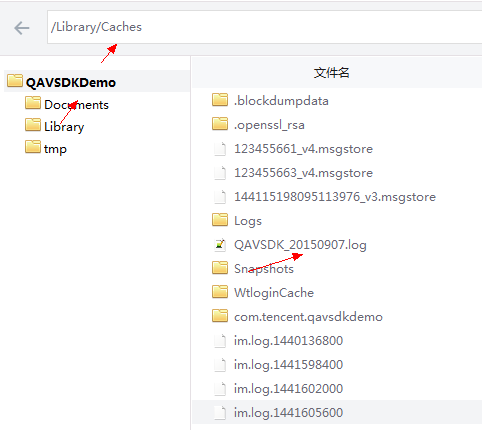 /Library/Caches
QAVSDKDemo
Documents
Library
tmp
文件名
.blockdumpdata
.openssl_rsa
123455661_v4.msgstore
123455663_v4.msgstore
144115198095113976_v3.msgstore
Logs
QAVSDK_20150907.log
Snapshots
WtloginCache
com.tencent.qavsdkdemo
im.log.1440136800
im.log.1441598400
im.log.1441602000
im.log.1441605600